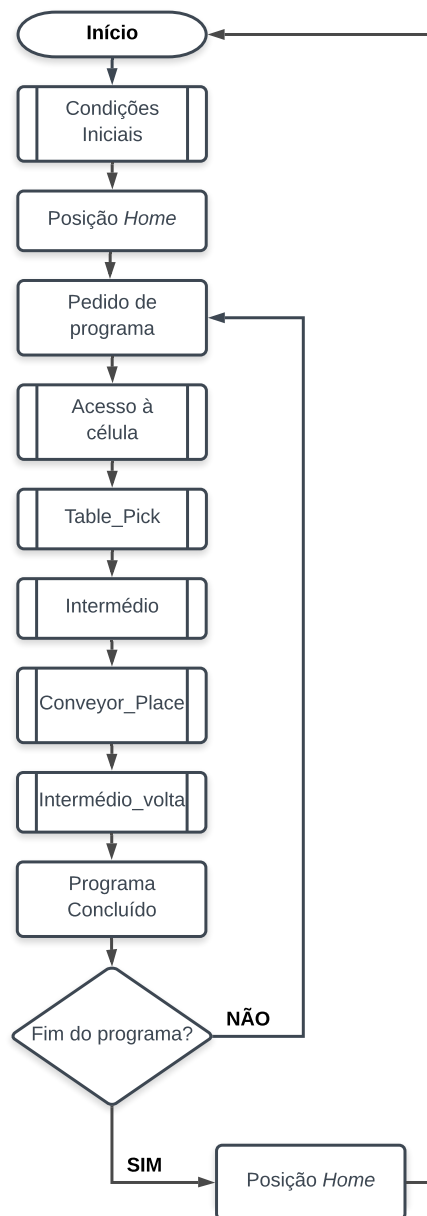 Início
Condições
Iniciais
Posição Home
Pedido de
programa
Acesso à
célula
Table_Pick
Intermédio
Conveyor_Place
Intermédio_volta
Programa
Concluído
Fim do programa?
NÃO
SIM
Posição Home